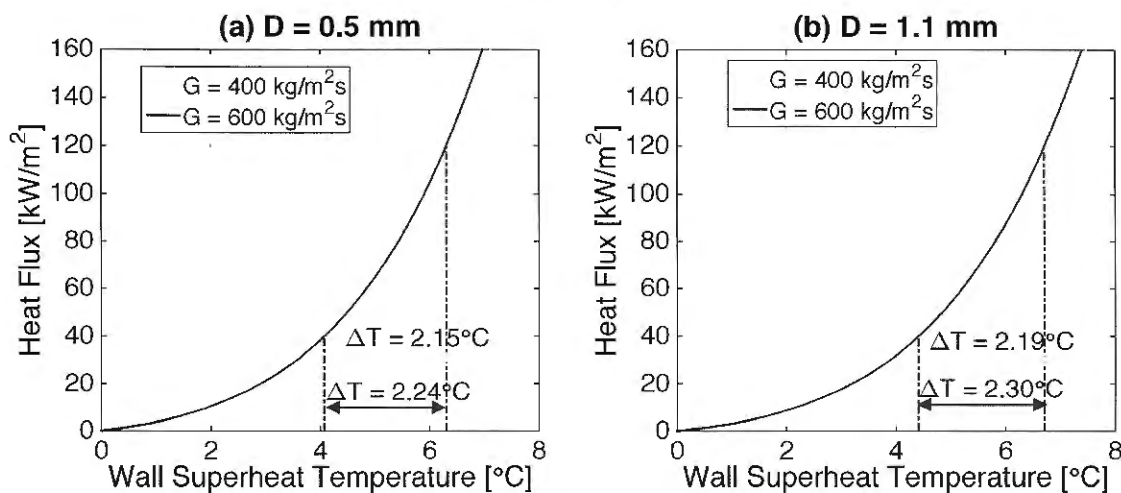 (a) D = 0.5 mm
160
140
120
100
80
60
40
20
0
Heat Flux [kW/m²]
G = 400 kg/m²s
G = 600 kg/m²s
ΔT = 2.15°C
ΔT = 2.24°C
0 2 4 6 8
Wall Superheat Temperature [°C]
(b) D = 1.1 mm
160
140
120
100
80
60
40
20
0
Heat Flux [kW/m²]
G = 400 kg/m²s
G = 600 kg/m²s
ΔT = 2.19°C
ΔT = 2.30°C
0 2 4 6 8
Wall Superheat Temperature [°C]